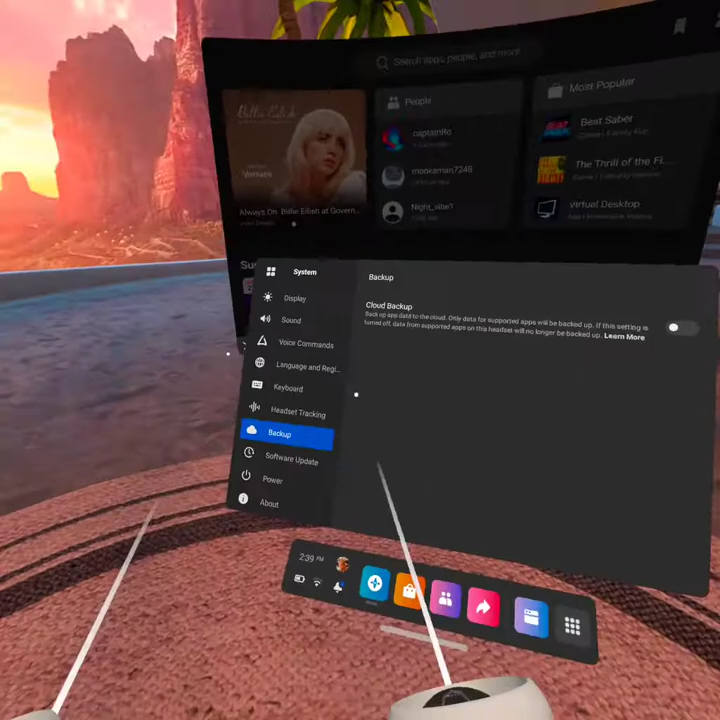 Search apps, people, and more
Billie Eilish
Always On: Billie Eilish at Govern...
People
captainRo
monkaman7245
Night_vibe1
Most Popular
Beat Saber
The Thrill of the Fi...
Virtual Desktop
System
Display
Sound
Voice Commands
Language and Regi...
Keyboard
Headset Tracking
Backup
Software Update
Power
About
Backup
Cloud Backup
Back up app data to the cloud. Only data for supported apps will be backed up. If this setting is
turned off, data from supported apps on this headset will no longer be backed up. Learn More
2:39 PM